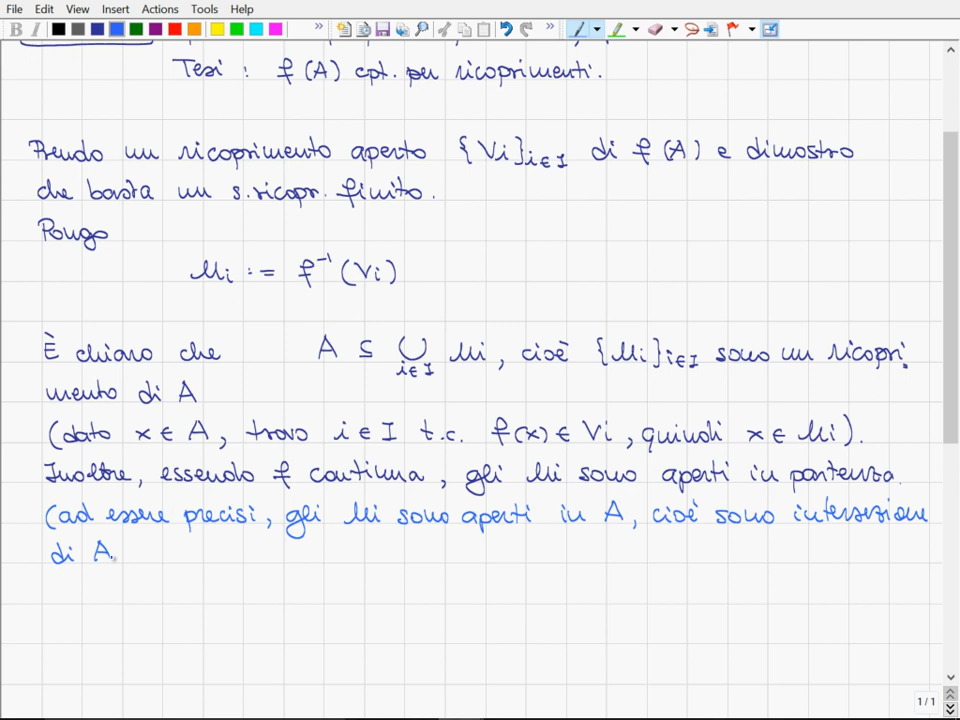 File Edit View Insert Actions Tools Help
B I
Tesi : f(A) cpt. per ricoprimenti.
Prendo un ricoprimento aperto {Vi}i∈I di f(A) e dimostro
che basta un s.ricopr. finito.
Pongo
Ui := f⁻¹(Vi)
È chiaro che A ⊆ ⋃i∈I Ui, cioè {Ui}i∈I sono un ricopri
mento di A
(dato x ∈ A, trovo i ∈ I t.c. f(x) ∈ Vi, quindi x ∈ Ui).
Inoltre, essendo f continua, gli Ui sono aperti in partenza.
(ad essere precisi, gli Ui sono aperti in A, cioè sono intersezione
di A
1 / 1